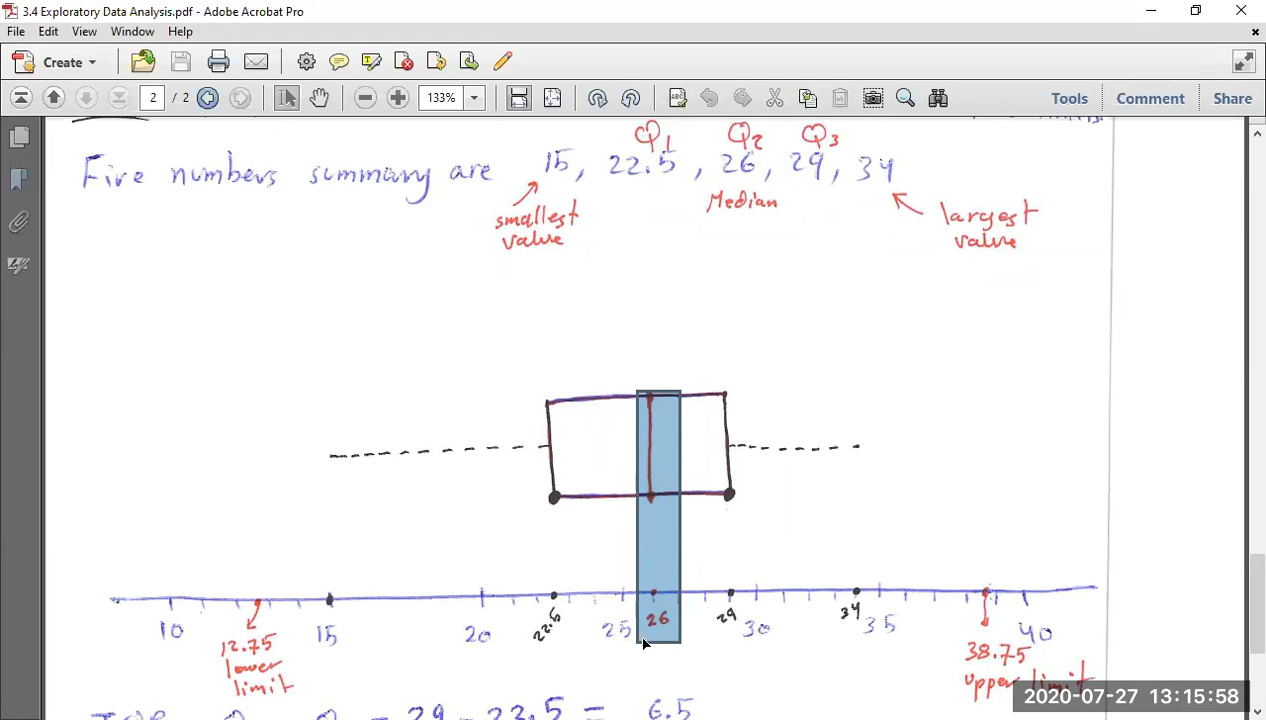 3.4 Exploratory Data Analysis.pdf - Adobe Acrobat Pro
File Edit View Window Help
Create
2 / 2 133% Tools Comment Share
Q1 Q2 Q3
Five numbers summary are 15, 22.5, 26, 29, 34
smallest value
Median
largest value
10 15 20 22.5 25 26 29 30 34 35 40
12.75 lower limit
38.75 upper limit
= 29 - 22.5 = 6.5
2020-07-27 13:15:58